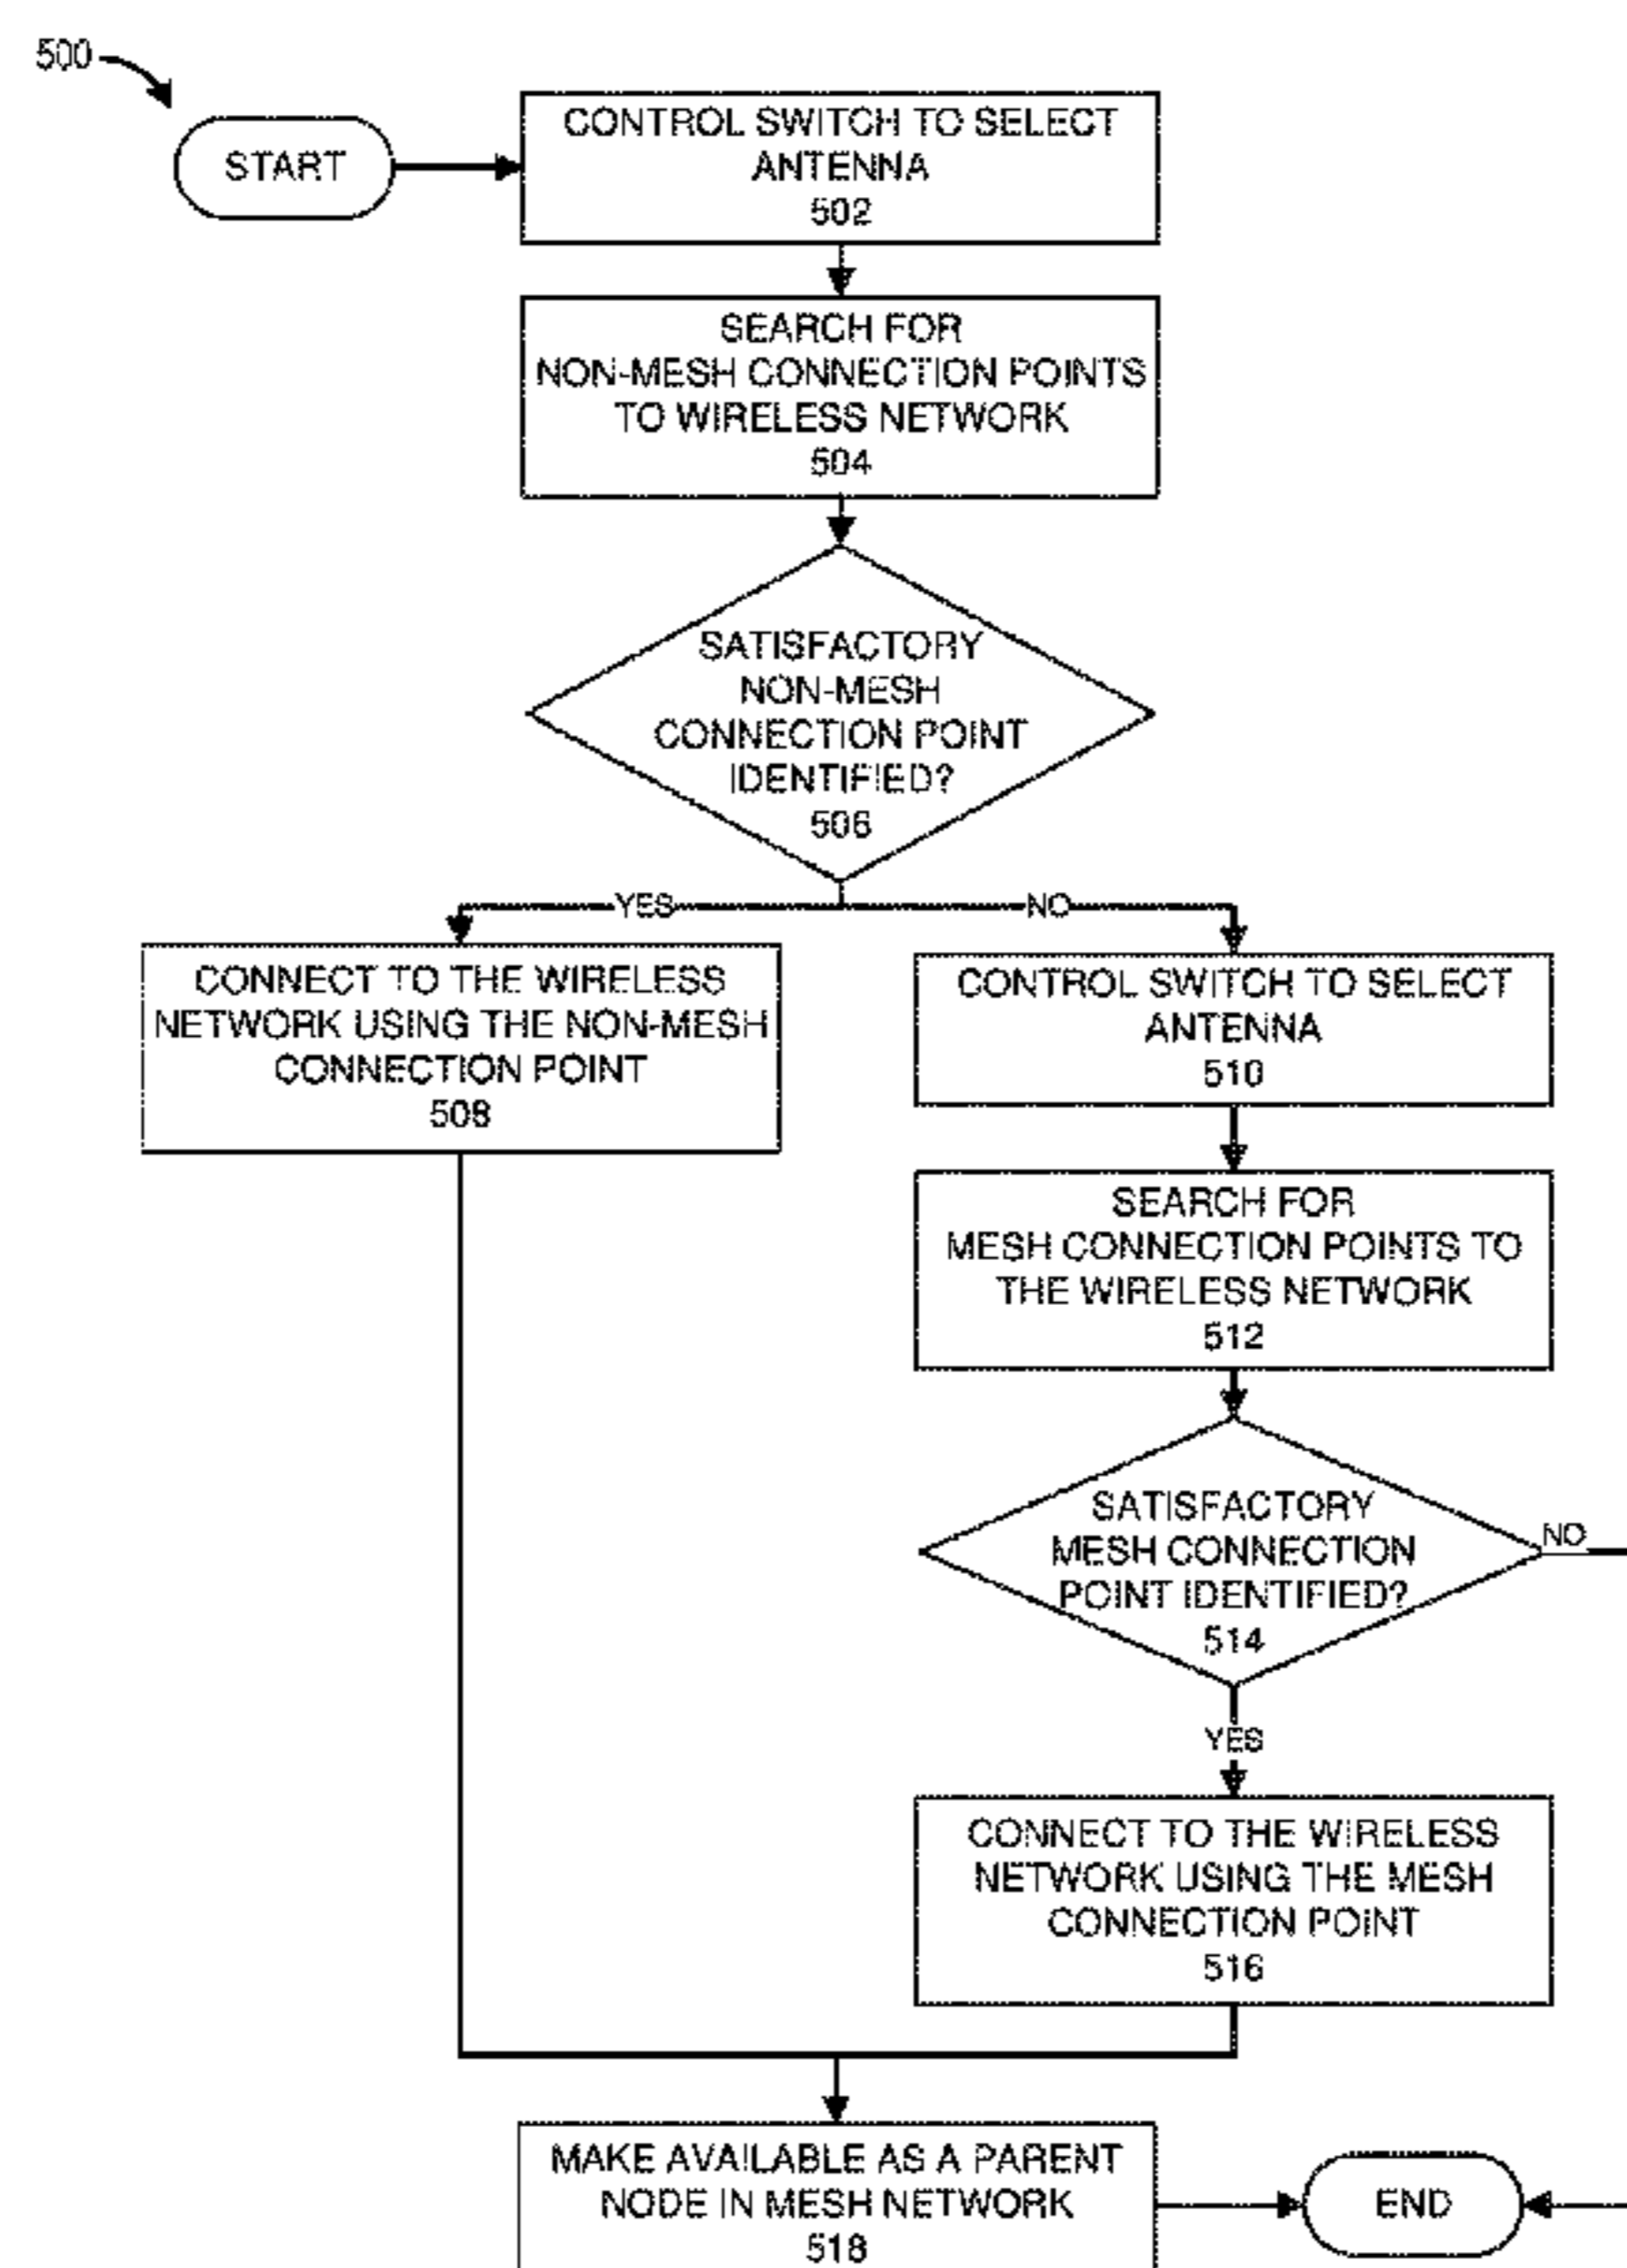 500
START
CONTROL SWITCH TO SELECT
ANTENNA
502
SEARCH FOR
NON-MESH CONNECTION POINTS
TO WIRELESS NETWORK
504
SATISFACTORY
NON-MESH
CONNECTION POINT
IDENTIFIED?
506
YES
NO
CONNECT TO THE WIRELESS
NETWORK USING THE NON-MESH
CONNECTION POINT
508
CONTROL SWITCH TO SELECT
ANTENNA
510
SEARCH FOR
MESH CONNECTION POINTS TO
THE WIRELESS NETWORK
512
SATISFACTORY
MESH CONNECTION
POINT IDENTIFIED?
514
NO
YES
CONNECT TO THE WIRELESS
NETWORK USING THE MESH
CONNECTION POINT
516
MAKE AVAILABLE AS A PARENT
NODE IN MESH NETWORK
518
END